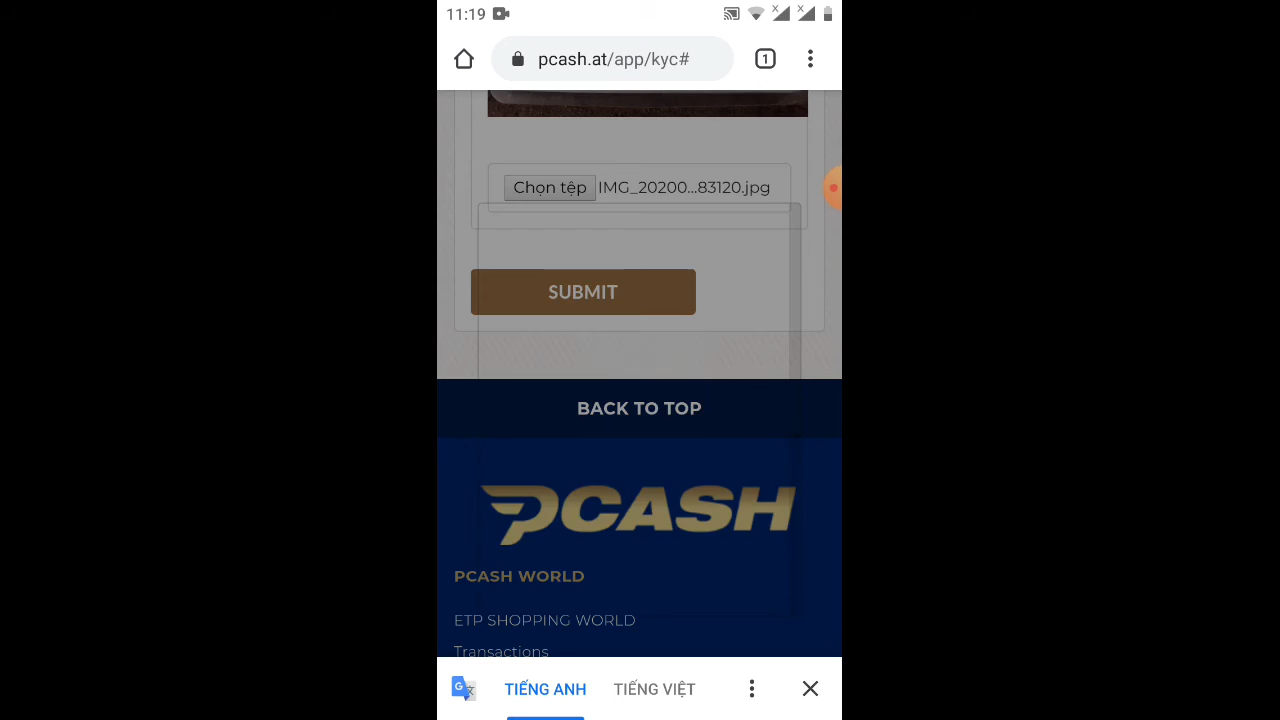 11:19
pcash.at/app/kyc#
1
Chọn tệp IMG_20200...83120.jpg
SUBMIT
BACK TO TOP
PCASH
PCASH WORLD
ETP SHOPPING WORLD
Transactions
TIẾNG ANH TIẾNG VIỆT